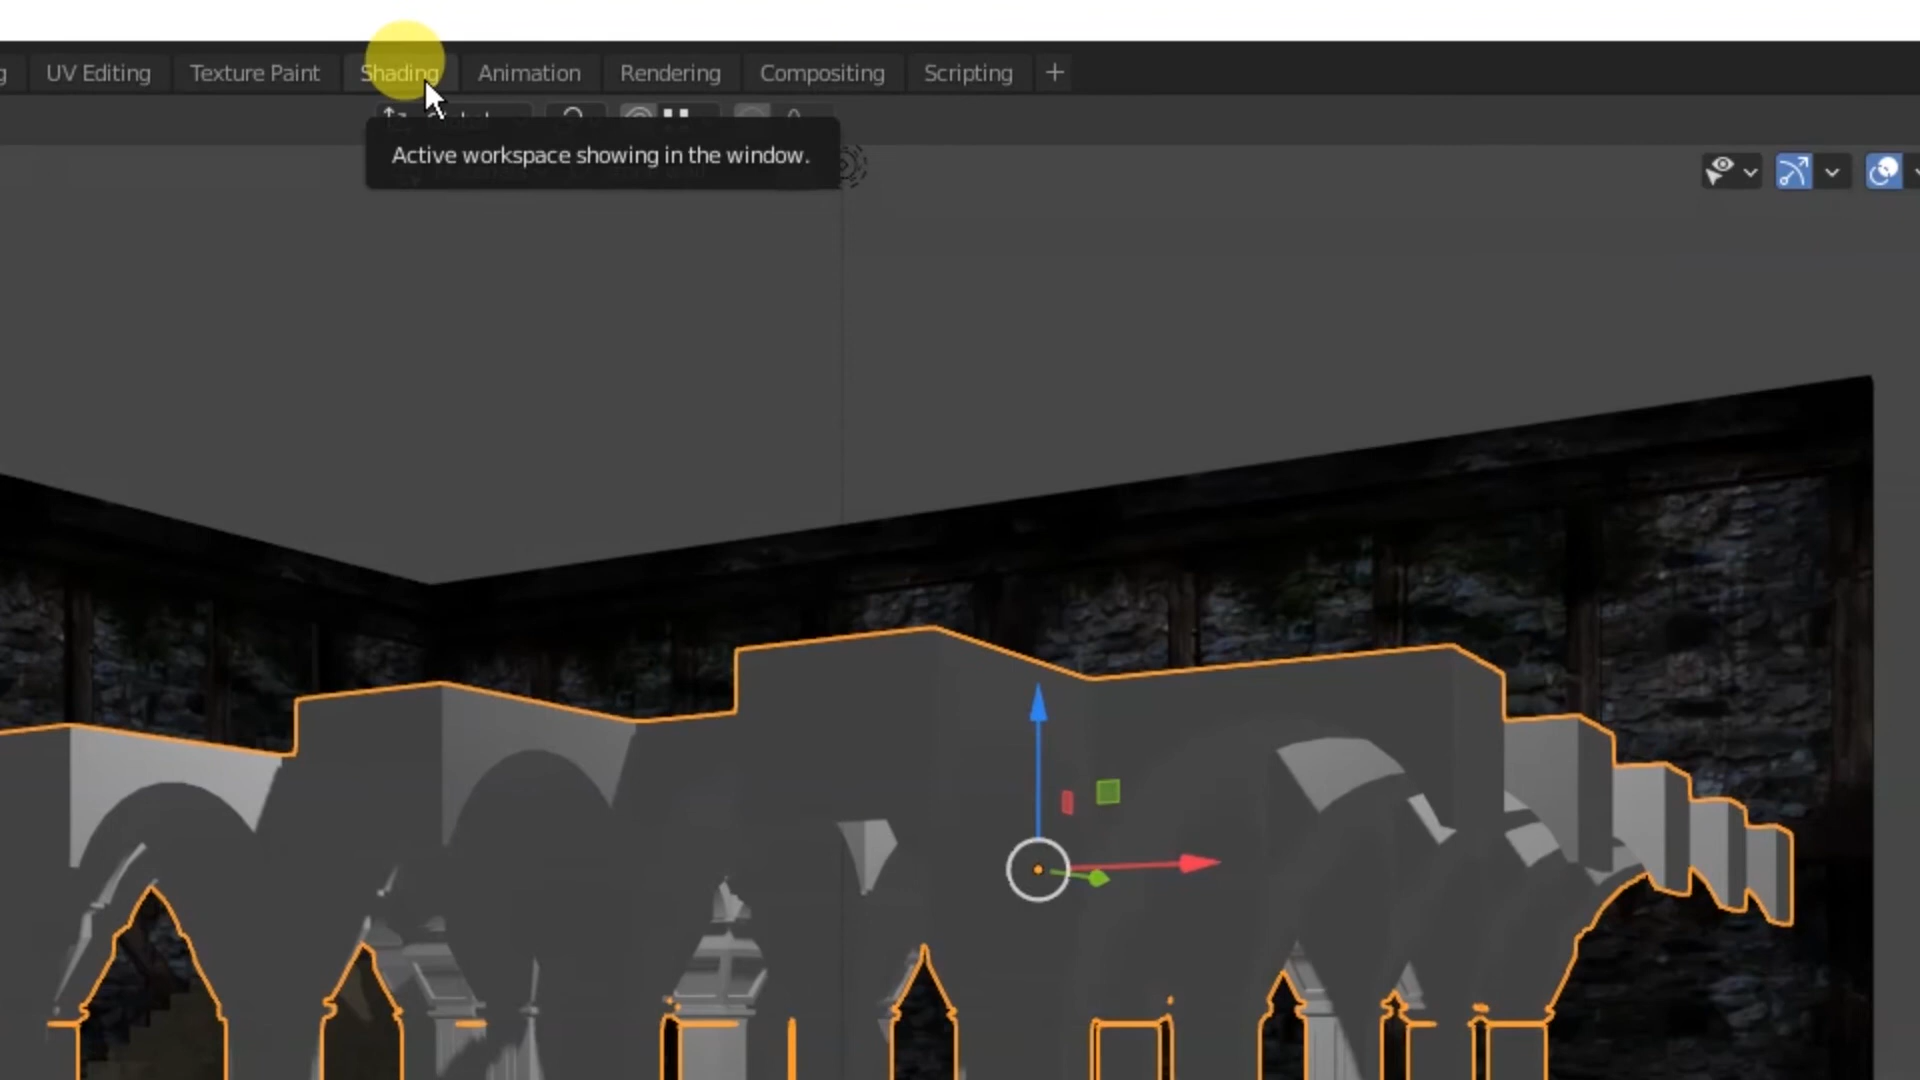 UV Editing Texture Paint Shading Animation Rendering Compositing Scripting +
Active workspace showing in the window.